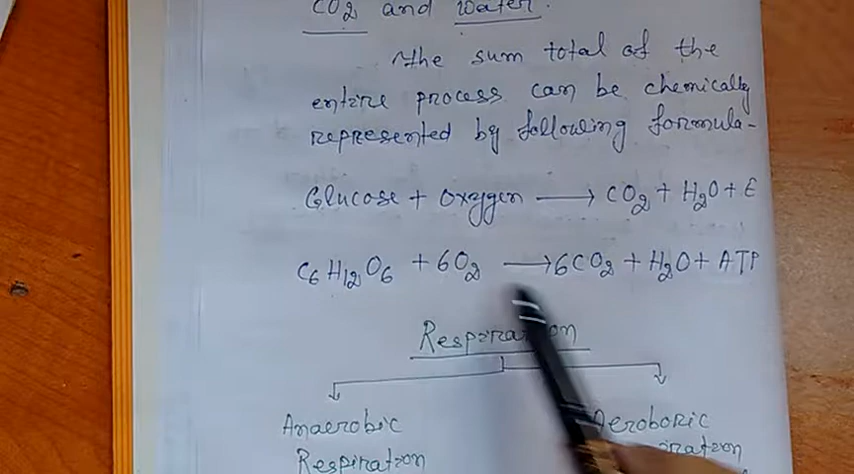 CO2 and Water.
The sum total of the
entire process can be chemically
represented by following formula-
Glucose + Oxygen → CO2 + H2O + E
C6H12O6 + 6O2 → 6CO2 + H2O + ATP
Respiration
Anaerobic Aeroboric
Respiration